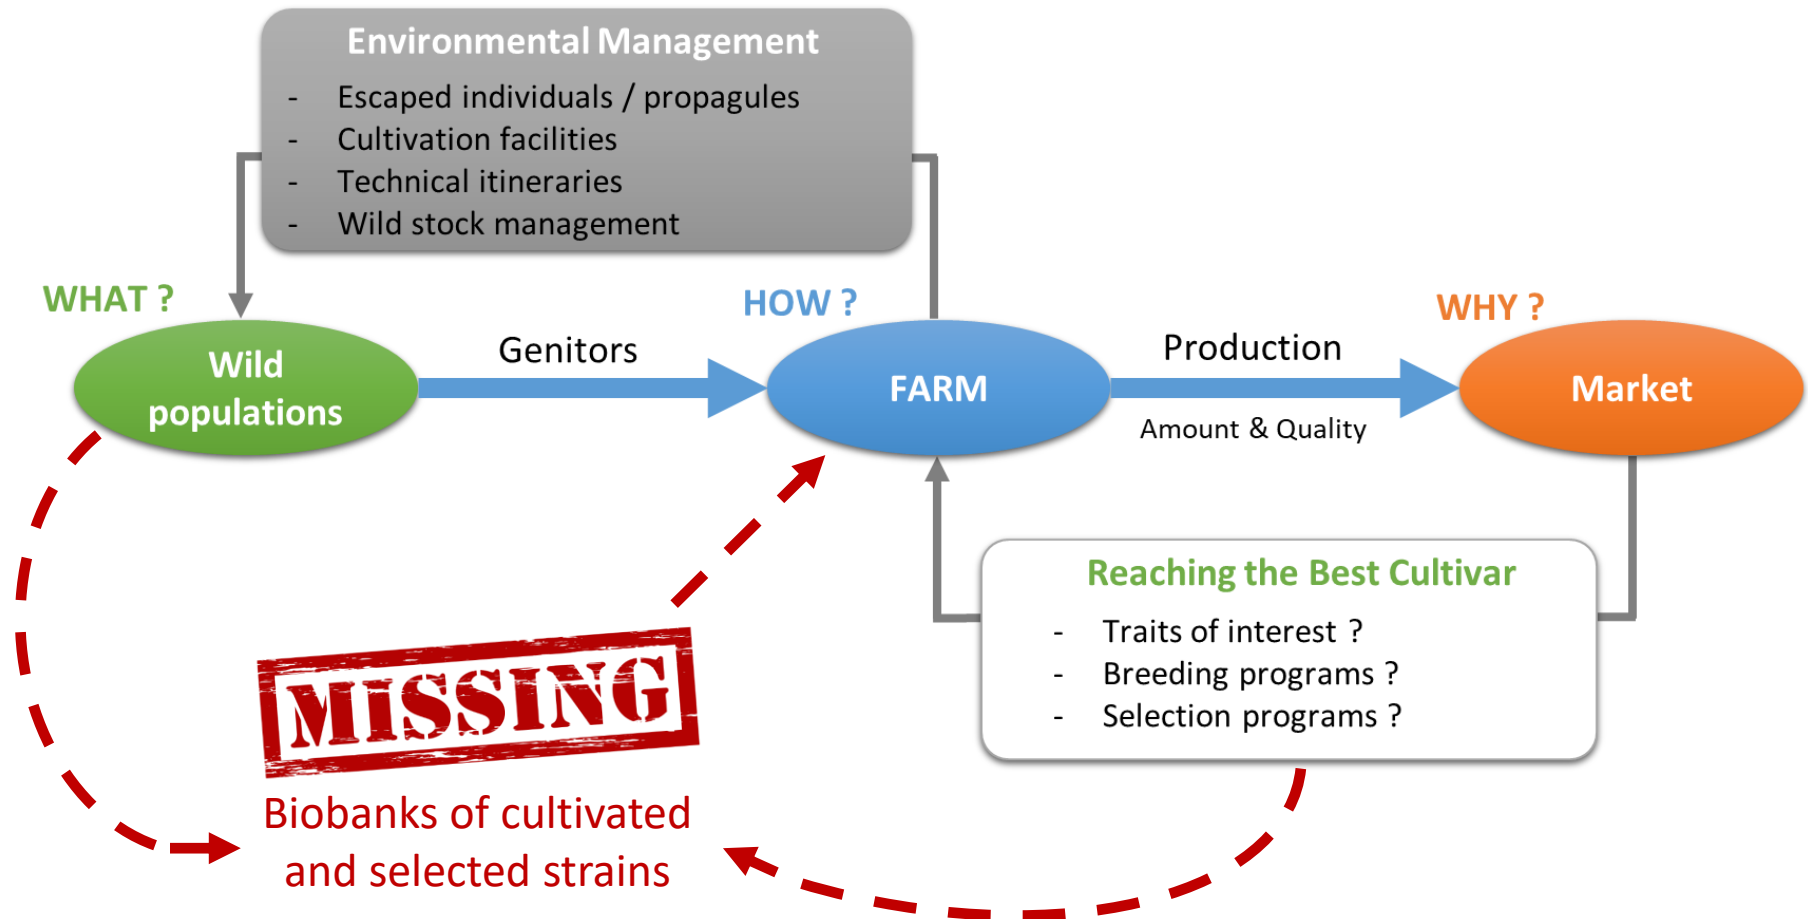 Environmental Management
- Escaped individuals / propagules
- Cultivation facilities
- Technical itineraries
- Wild stock management
WHAT ?
HOW ?
WHY ?
Wild
populations
Genitors
FARM
Production
Amount & Quality
Market
Reaching the Best Cultivar
- Traits of interest ?
- Breeding programs ?
- Selection programs ?
MISSING
Biobanks of cultivated
and selected strains